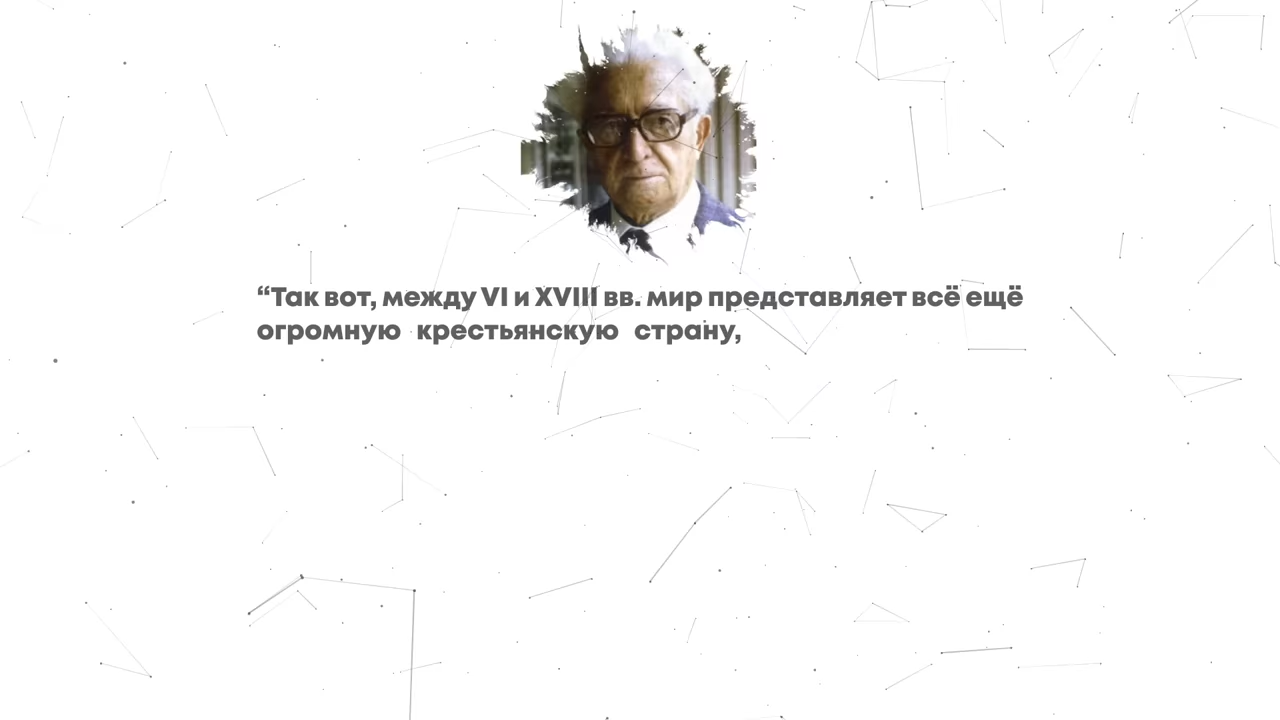 “Так вот, между VI и XVIII вв. мир представляет всё ещё
огромную крестьянскую страну,